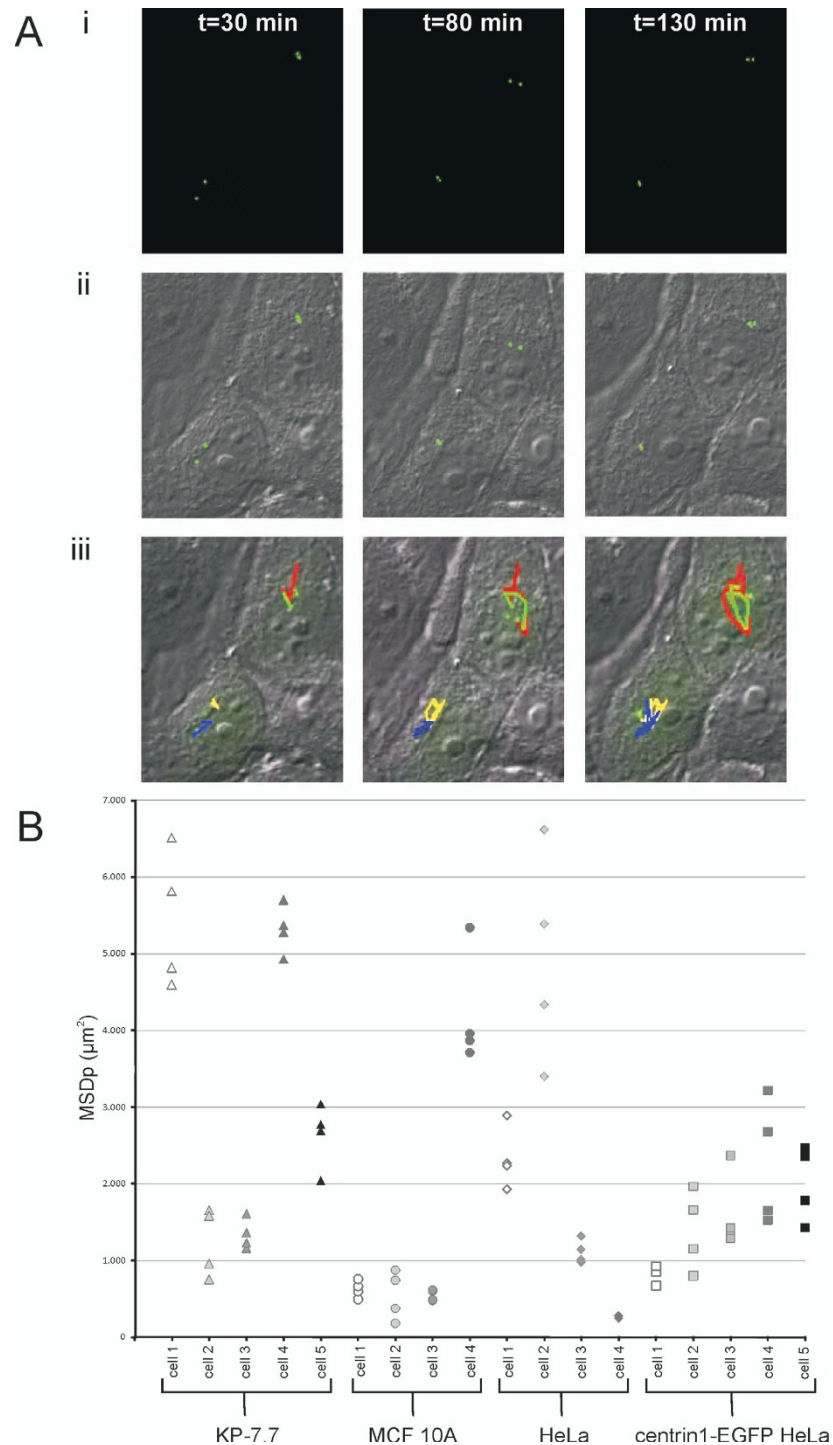 A
i
t=30 min
t=80 min
t=130 min
ii
iii
B
7.000
6.000
5.000
4.000
3.000
2.000
1.000
0
MSDp (µm²)
cell 1
cell 2
cell 3
cell 4
cell 5
cell 1
cell 2
cell 3
cell 4
cell 1
cell 2
cell 3
cell 4
cell 1
cell 2
cell 3
cell 4
cell 5
KP-7.7
MCF 10A
HeLa
centrin1-EGFP HeLa